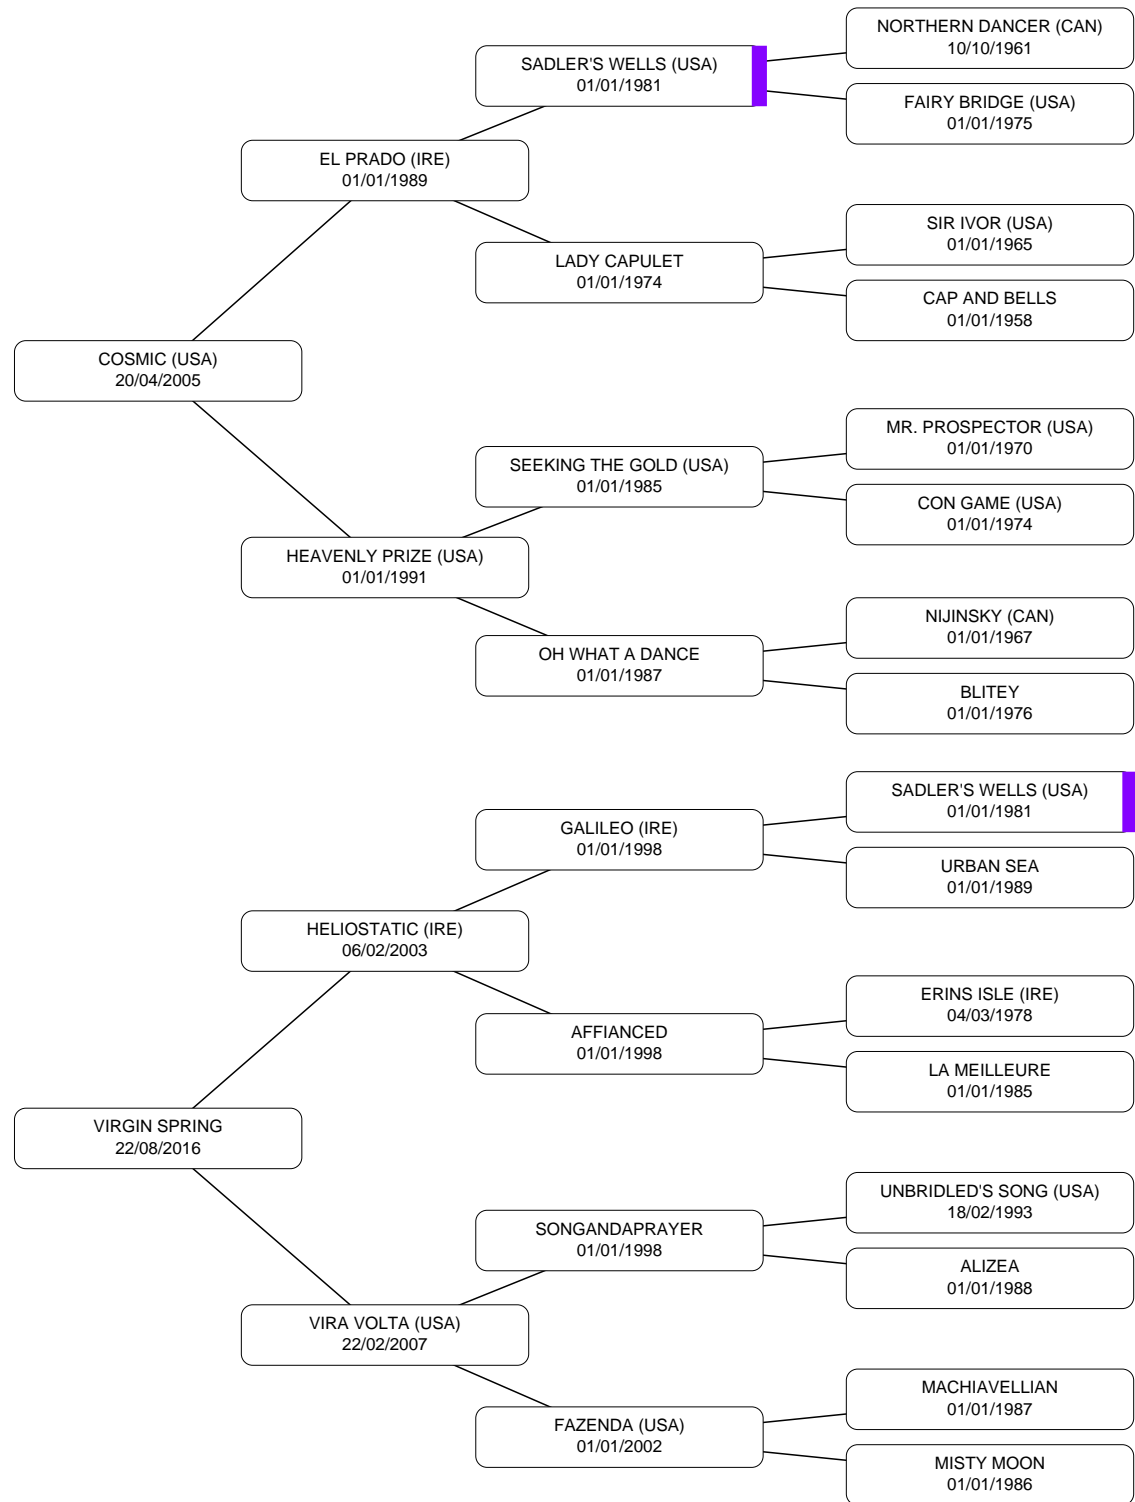 NORTHERN DANCER (CAN)
10/10/1961
SADLER'S WELLS (USA)
01/01/1981
FAIRY BRIDGE (USA)
01/01/1975
EL PRADO (IRE)
01/01/1989
SIR IVOR (USA)
01/01/1965
LADY CAPULET
01/01/1974
CAP AND BELLS
01/01/1958
COSMIC (USA)
20/04/2005
MR. PROSPECTOR (USA)
01/01/1970
SEEKING THE GOLD (USA)
01/01/1985
CON GAME (USA)
01/01/1974
HEAVENLY PRIZE (USA)
01/01/1991
NIJINSKY (CAN)
01/01/1967
OH WHAT A DANCE
01/01/1987
BLITEY
01/01/1976
SADLER'S WELLS (USA)
01/01/1981
GALILEO (IRE)
01/01/1998
URBAN SEA
01/01/1989
HELIOSTATIC (IRE)
06/02/2003
ERINS ISLE (IRE)
04/03/1978
AFFIANCED
01/01/1998
LA MEILLEURE
01/01/1985
VIRGIN SPRING
22/08/2016
UNBRIDLED'S SONG (USA)
18/02/1993
SONGANDAPRAYER
01/01/1998
ALIZEA
01/01/1988
VIRA VOLTA (USA)
22/02/2007
MACHIAVELLIAN
01/01/1987
FAZENDA (USA)
01/01/2002
MISTY MOON
01/01/1986